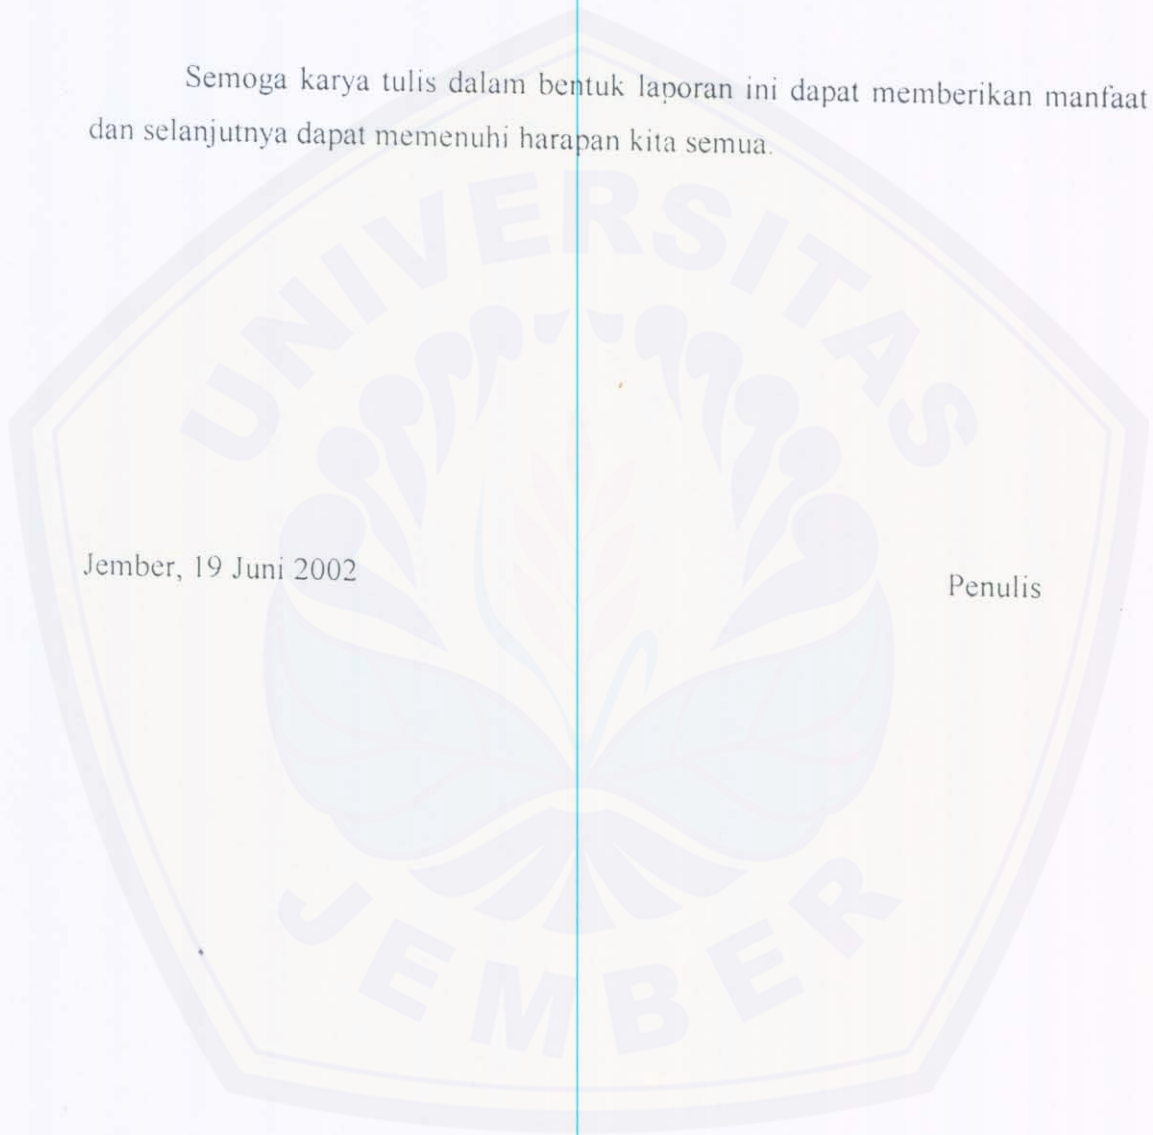 Semoga karya tulis dalam bentuk laporan ini dapat memberikan manfaat
dan selanjutnya dapat memenuhi harapan kita semua.
UNIVERSITAS
Jember, 19 Juni 2002
Penulis
JEMBER